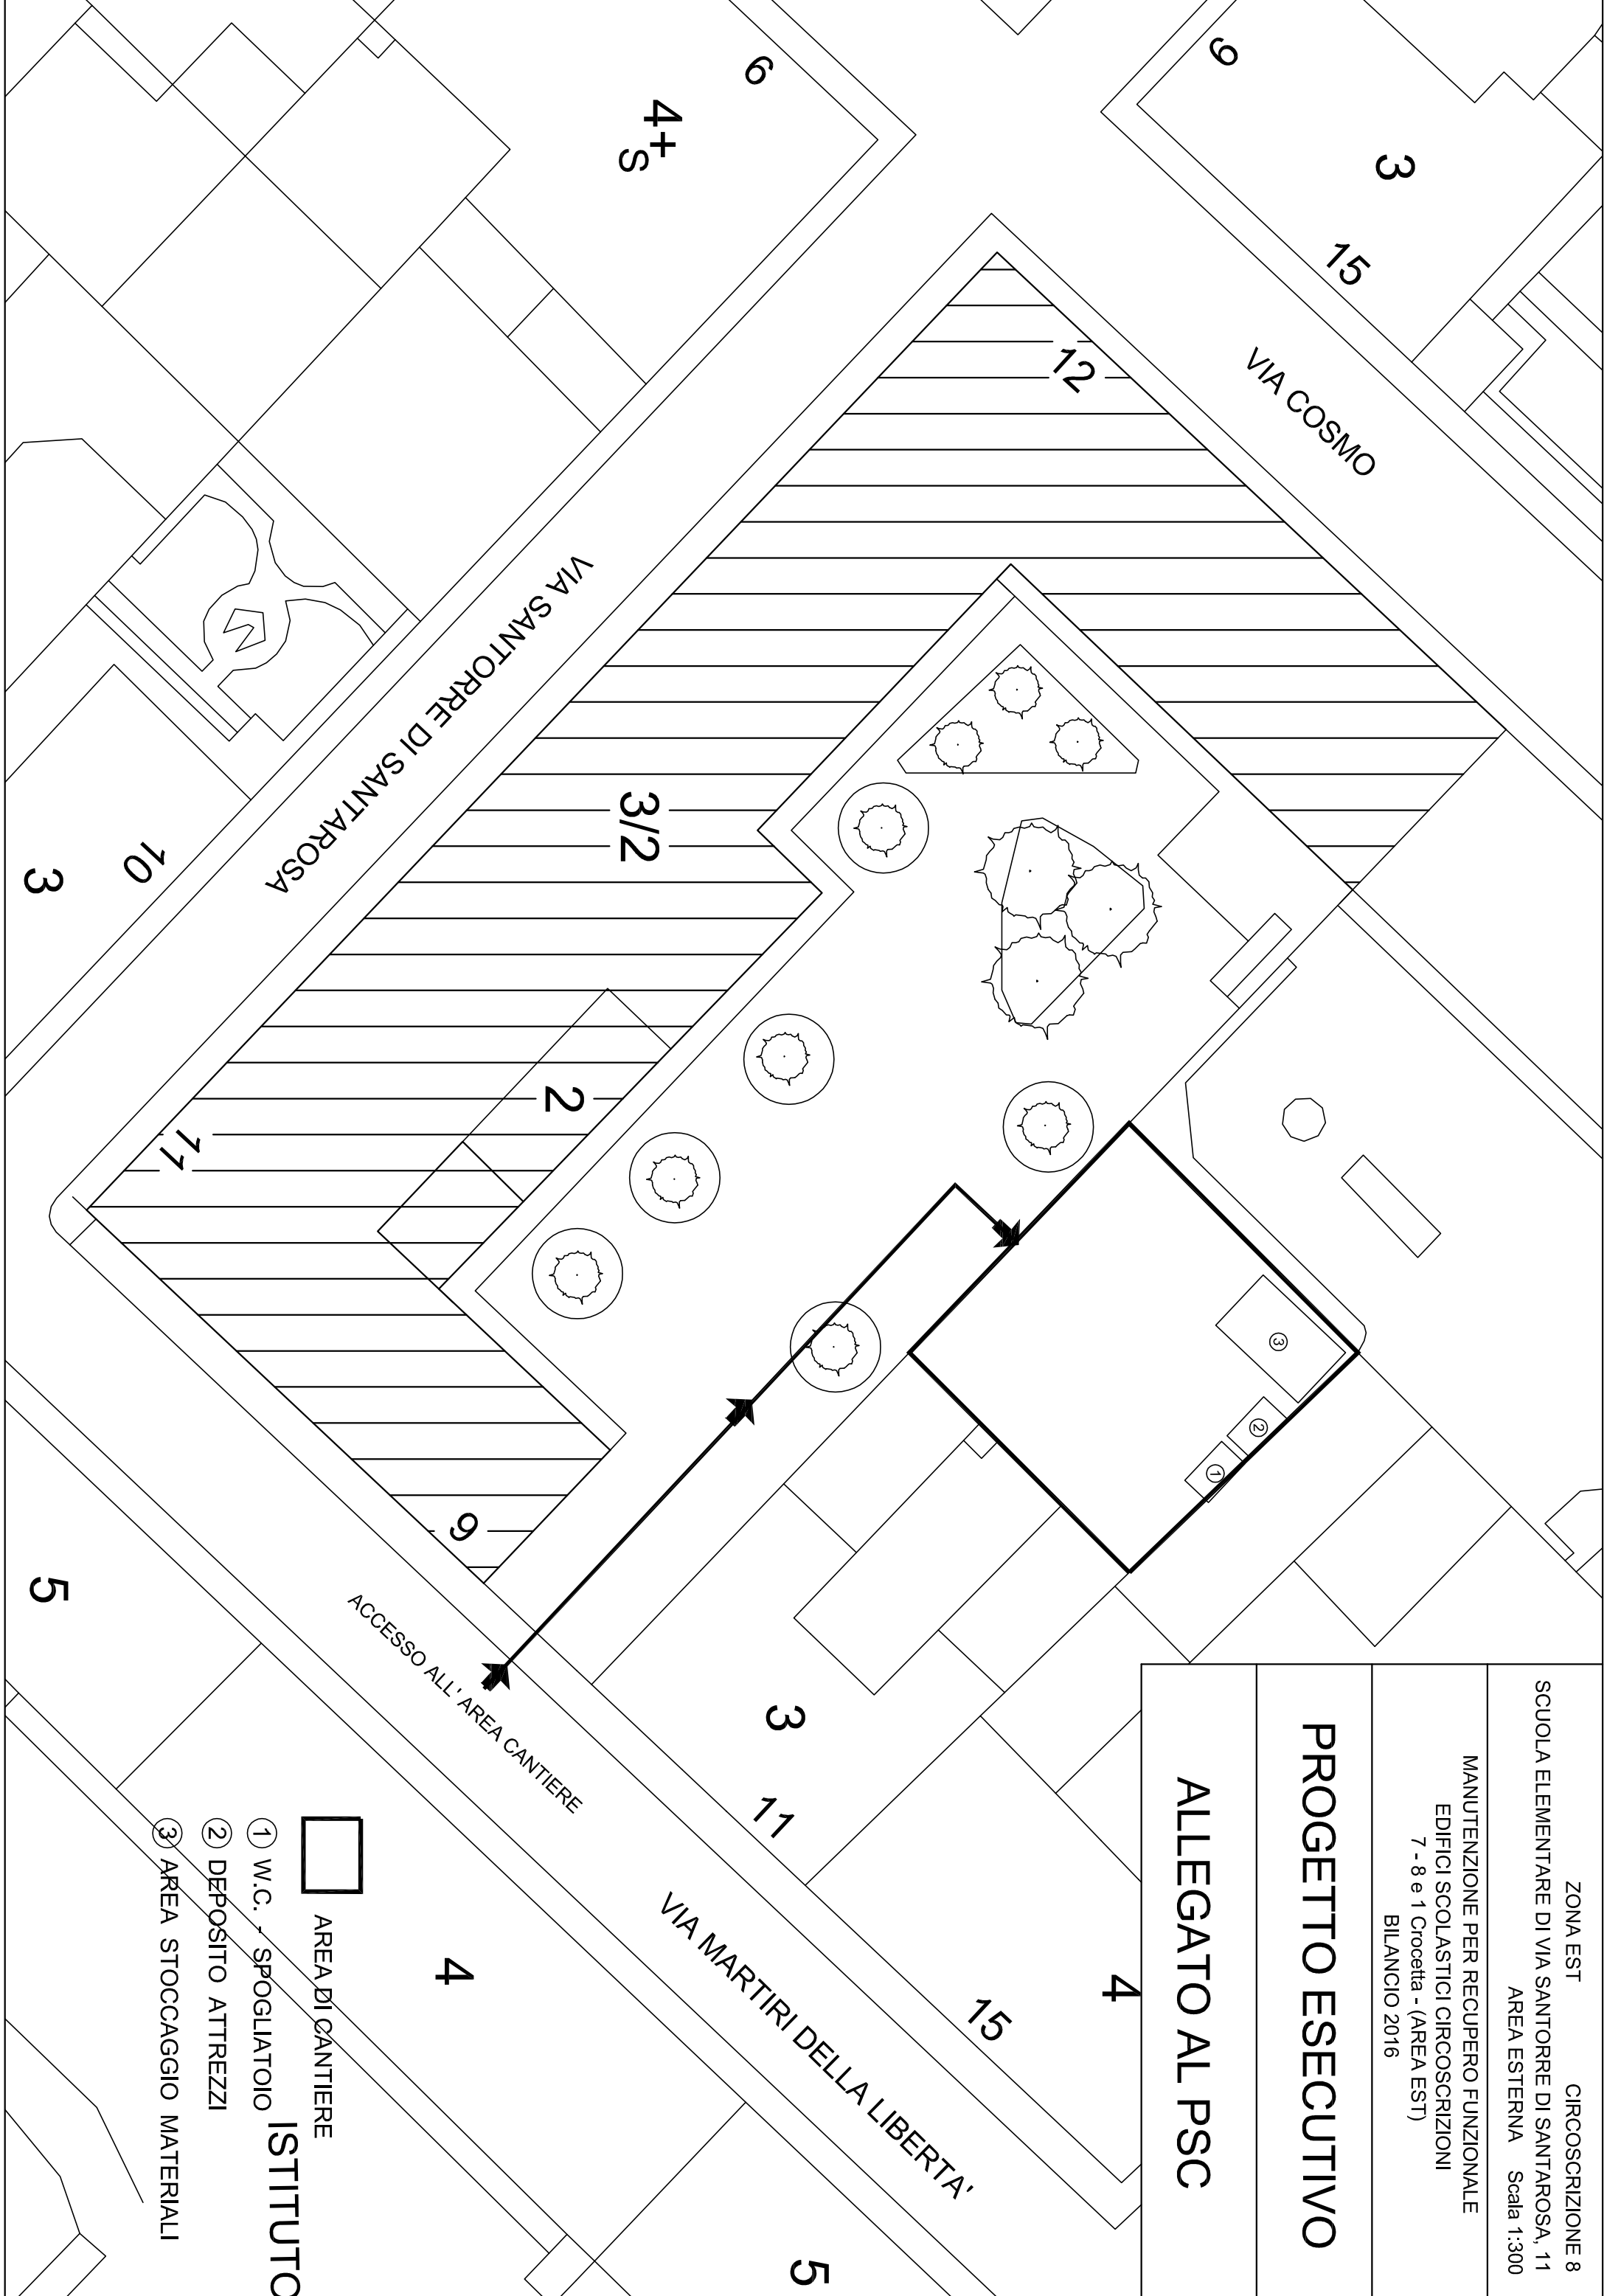 ZONA EST CIRCOSCRIZIONE 8
SCUOLA ELEMENTARE DI VIA SANTORRE DI SANTAROSA, 11
AREA ESTERNA Scala 1:300
MANUTENZIONE PER RECUPERO FUNZIONALE
EDIFICI SCOLASTICI CIRCOSCRIZIONI
7 - 8 e 1 Crocetta - (AREA EST)
BILANCIO 2016
PROGETTO ESECUTIVO
ALLEGATO AL PSC
6
3
15
VIA COSMO
12
6
4+
S
VIA SANTORRE DI SANTAROSA
3/2
2
11
9
10
3
3
2
1
5
ACCESSO ALL' AREA CANTIERE
3
11
15
4
VIA MARTIRI DELLA LIBERTA'
4
5
AREA DI CANTIERE
1 W.C. - SPOGLIATOIO
2 DEPOSITO ATTREZZI
3 AREA STOCCAGGIO MATERIALI
ISTITUTO